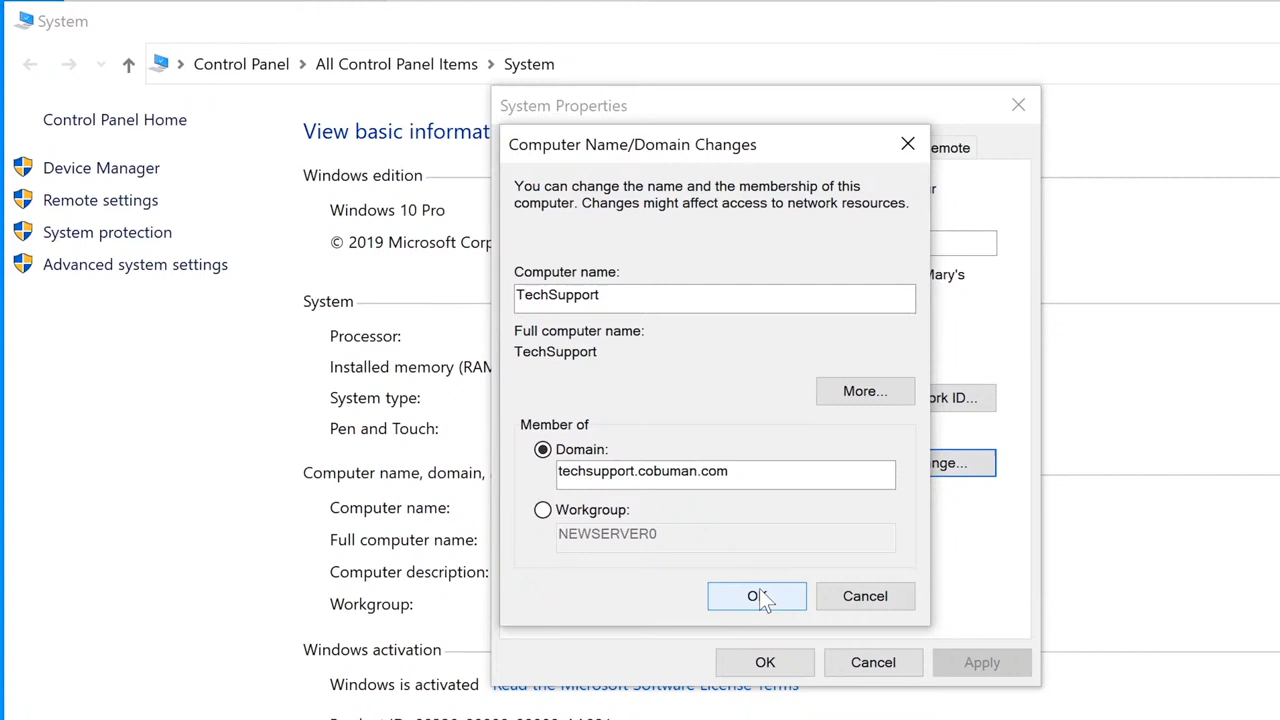 System
Control Panel > All Control Panel Items > System
Control Panel Home
Device Manager
Remote settings
System protection
Advanced system settings
View basic informat
Windows edition
Windows 10 Pro
© 2019 Microsoft Corp
System
Processor:
Installed memory (RAM
System type:
Pen and Touch:
Computer name, domain,
Computer name:
Full computer name:
Computer description:
Workgroup:
Windows activation
Windows is activated Read the Microsoft Software License Terms
System Properties
emote
r
Mary's
ork ID...
nge...
OK Cancel Apply
Computer Name/Domain Changes
You can change the name and the membership of this
computer. Changes might affect access to network resources.
Computer name:
TechSupport
Full computer name:
TechSupport
More...
Member of
Domain:
techsupport.cobuman.com
Workgroup:
NEWSERVER0
OK Cancel